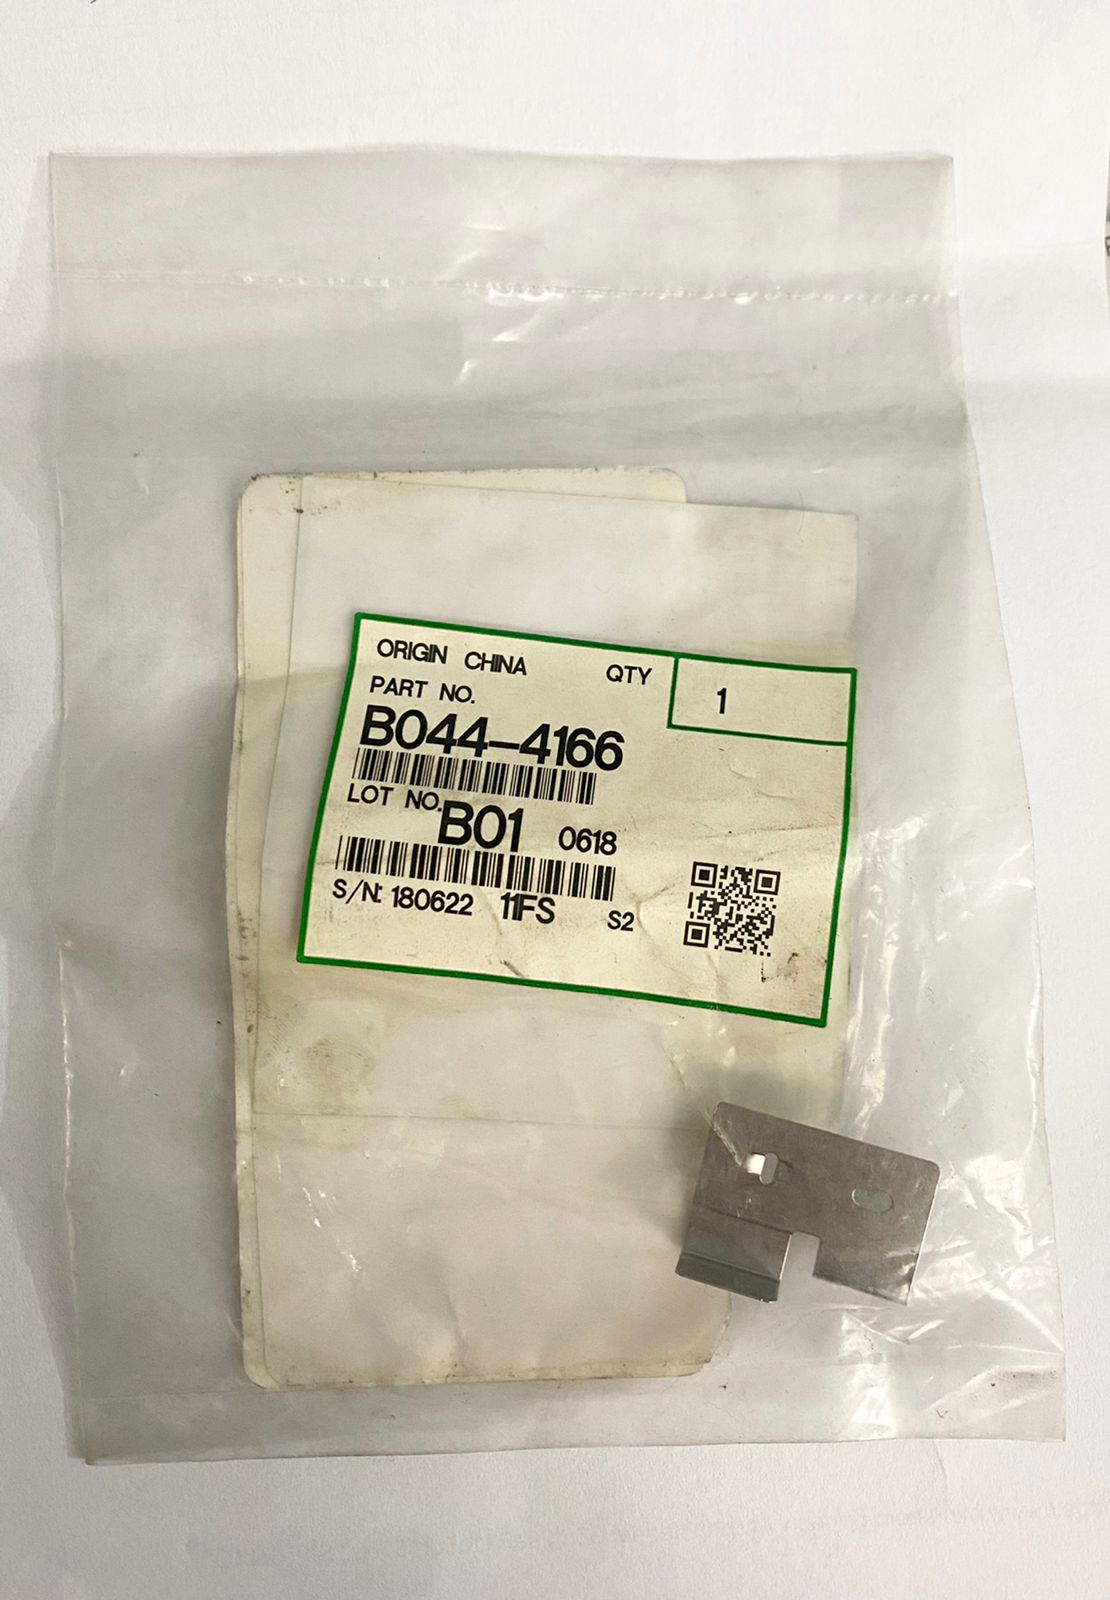 ORIGIN CHINA QTY 1
PART NO.
B044-4166
LOT NO. B01 0618
S/N: 180622 11FS S2